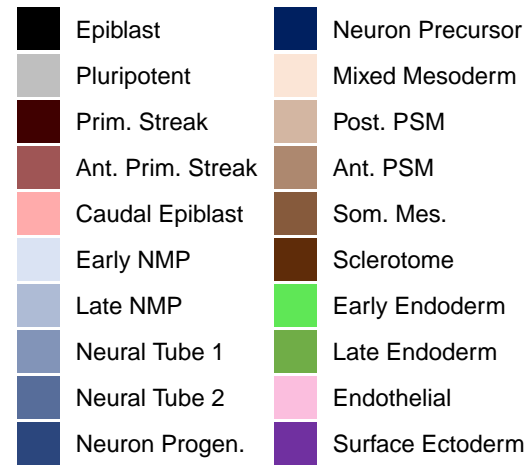 Epiblast
Pluripotent
Prim. Streak
Ant. Prim. Streak
Caudal Epiblast
Early NMP
Late NMP
Neural Tube 1
Neural Tube 2
Neuron Progen.
Neuron Precursor
Mixed Mesoderm
Post. PSM
Ant. PSM
Som. Mes.
Sclerotome
Early Endoderm
Late Endoderm
Endothelial
Surface Ectoderm